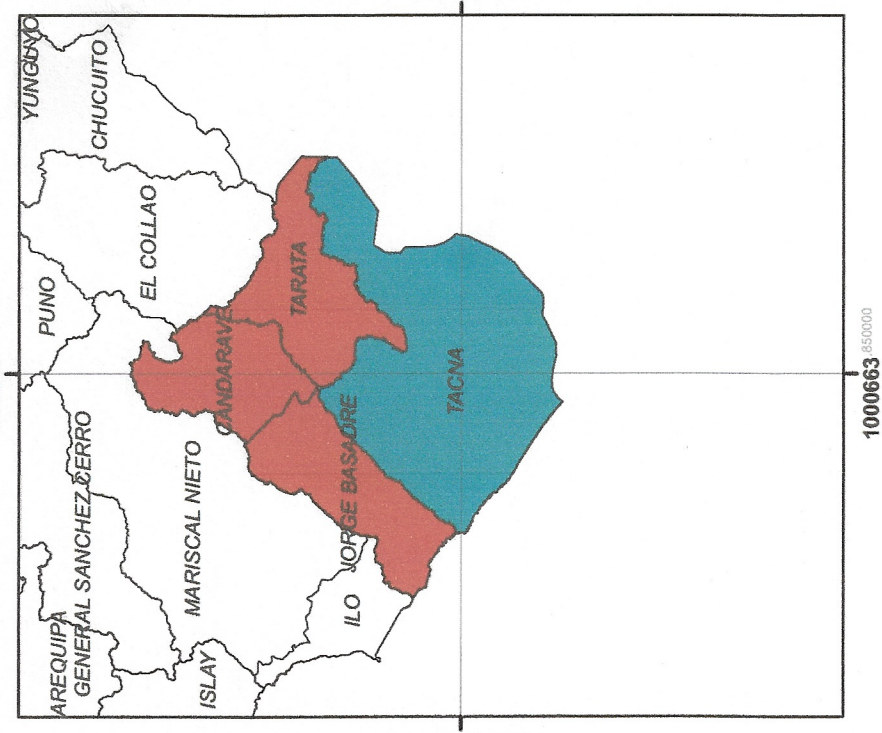 YUNGUYO
CHUCUITO
PUNO
EL COLLAO
AREQUIPA
GENERAL SANCHEZ CERRO
MARISCAL NIETO
CANDARAVE
TARATA
ISLAY
ILO
JORGE BASADRE
TACNA
1000663
850000